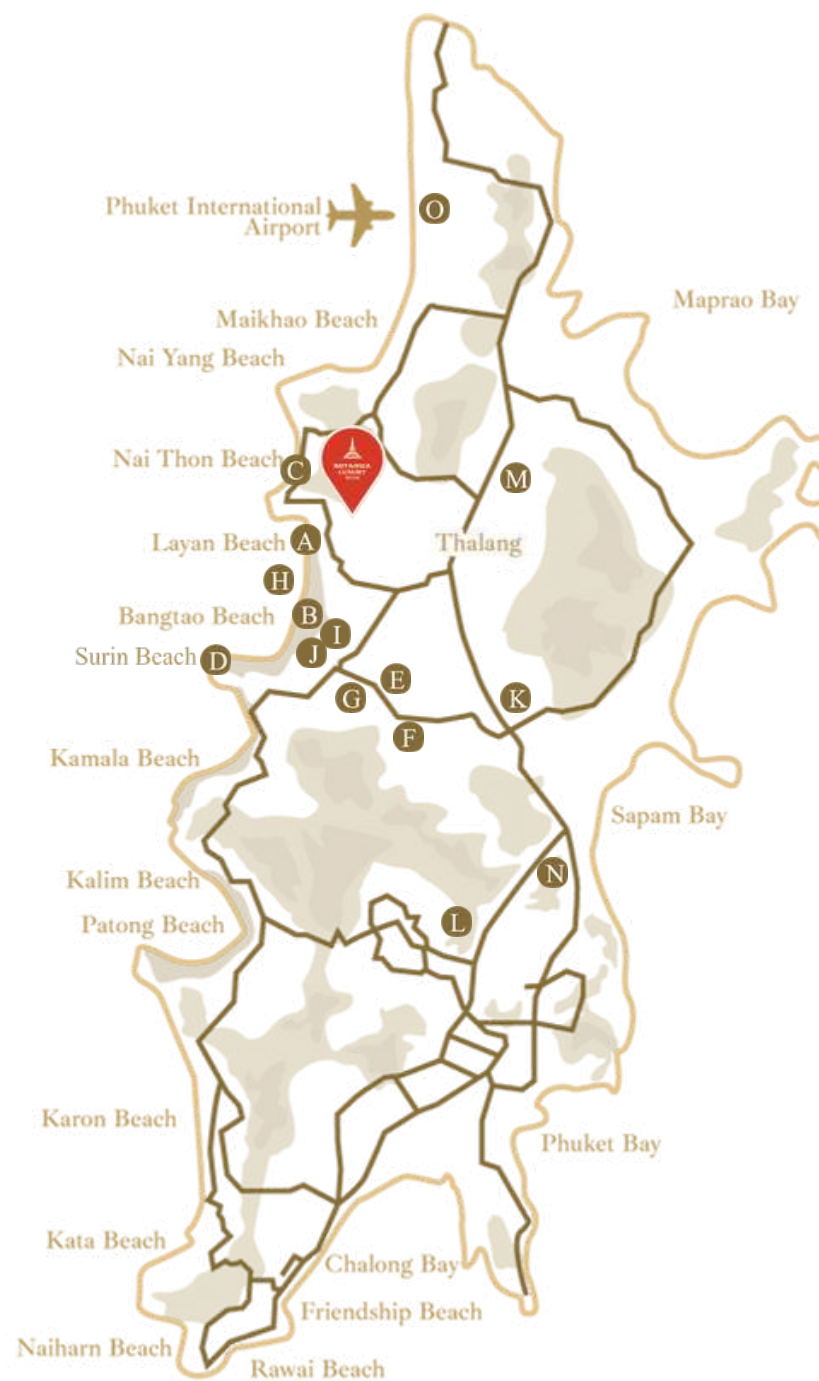 Phuket International
Airport
O
Maprao Bay
Maikhao Beach
Nai Yang Beach
Nai Thon Beach
C
M
Layan Beach
A
Thalang
H
Bangtao Beach
B
I
J
Surin Beach
D
E
G
K
F
Kamala Beach
Sapam Bay
Kalim Beach
N
Patong Beach
L
Karon Beach
Phuket Bay
Kata Beach
Chalong Bay
Friendship Beach
Naiharn Beach
Rawai Beach